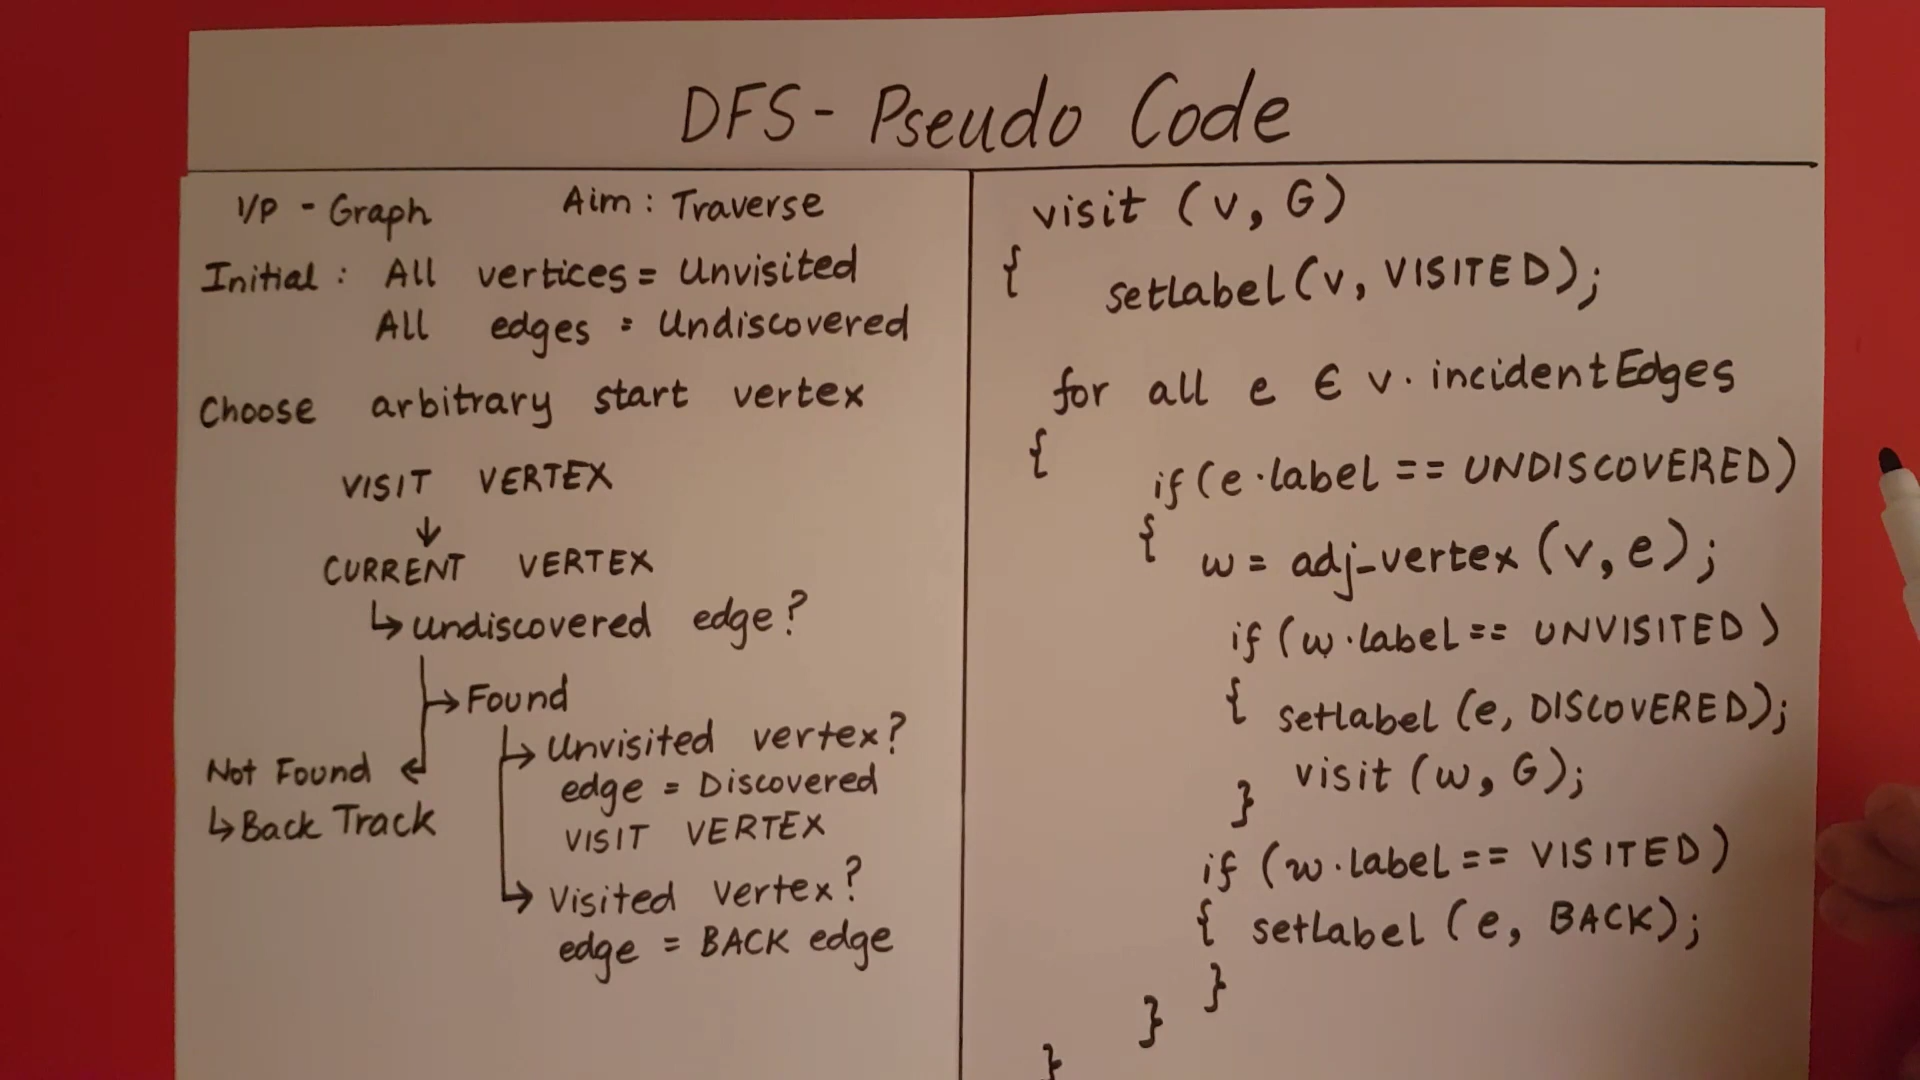 DFS - Pseudo Code
I/P - Graph Aim : Traverse
Initial : All vertices = Unvisited
All edges = Undiscovered
Choose arbitrary start vertex
VISIT VERTEX
↓
CURRENT VERTEX
↳ undiscovered edge?
→ Found
↳ Unvisited vertex?
edge = Discovered
VISIT VERTEX
↳ Visited vertex?
edge = BACK edge
Not Found ↵
↳ Back Track
visit (v, G)
{ setlabel (v, VISITED);
for all e ∈ v.incidentEdges
{
if (e.label == UNDISCOVERED)
{ w = adj_vertex (v, e);
if (w.label == UNVISITED)
{ setlabel (e, DISCOVERED);
visit (w, G);
}
if (w.label == VISITED)
{ setlabel (e, BACK);
}
}
}